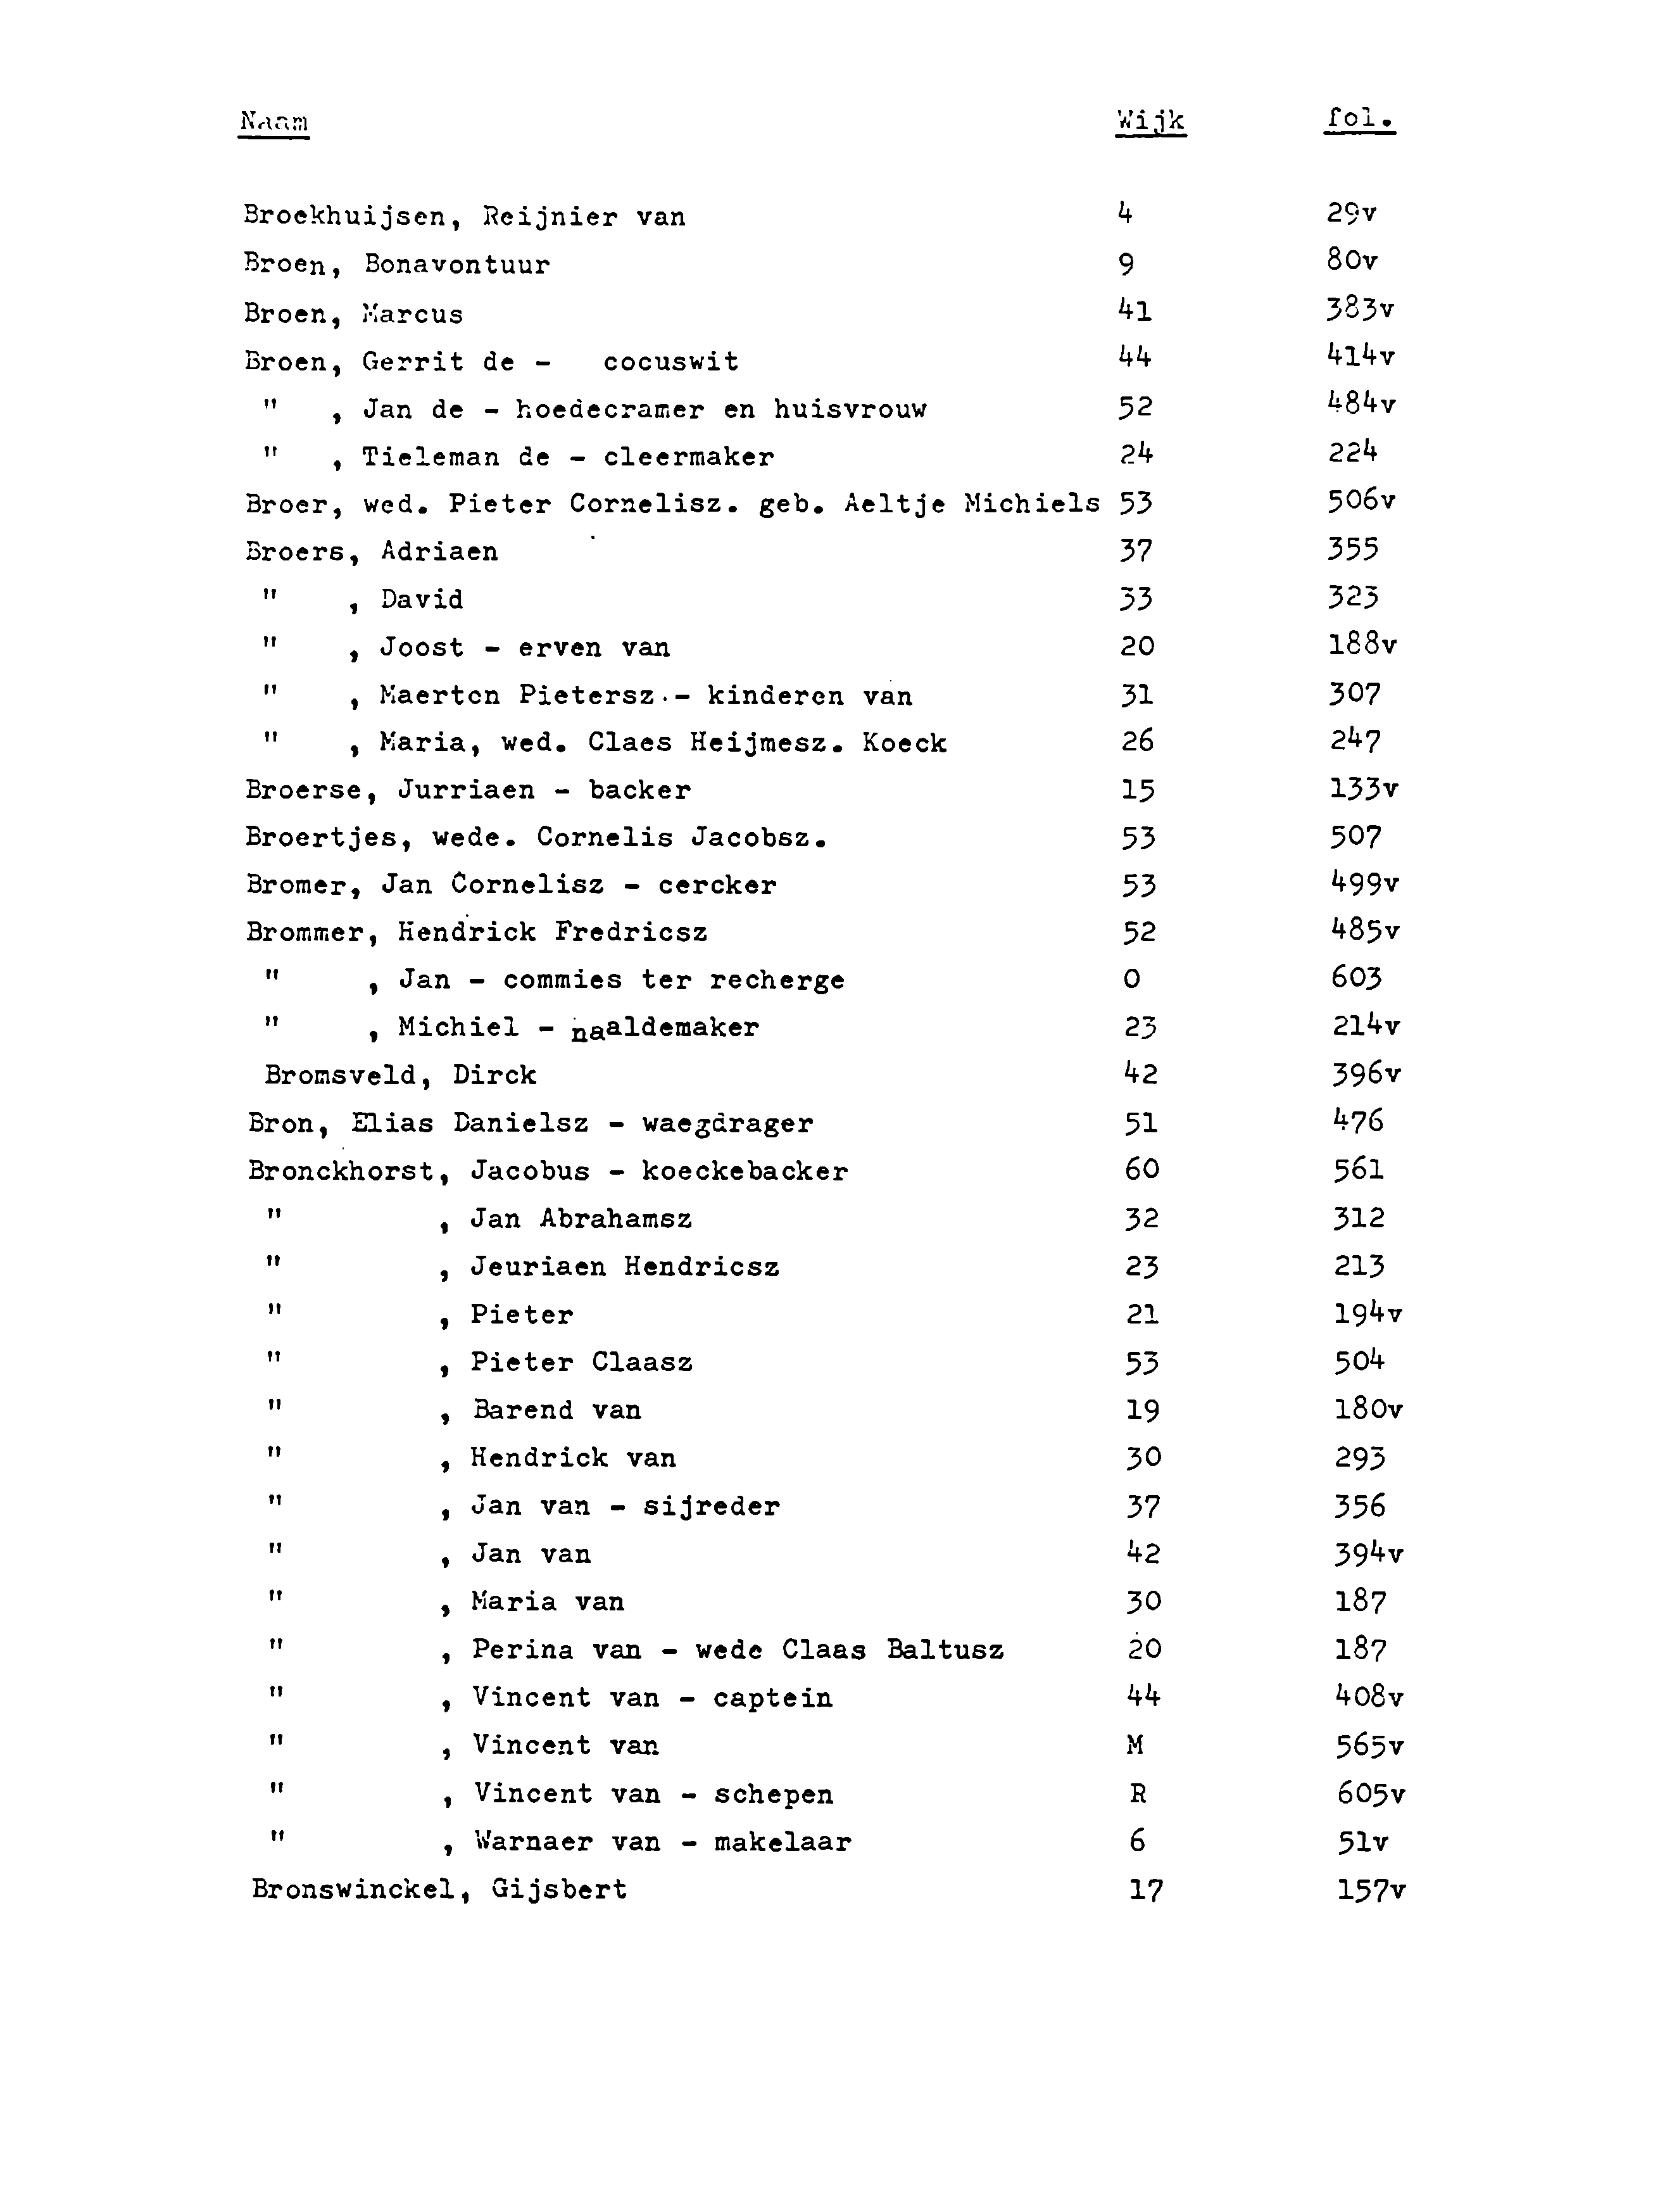 Naam Wijk fol.
Broekhuijsen, Reijnier van 4 29v
Broen, Bonavontuur 9 80v
Broen, Marcus 41 383v
Broen, Gerrit de - cocuswit 44 414v
" , Jan de - hoedecramer en huisvrouw 52 484v
" , Tieleman de - cleermaker 24 224
Broer, wed. Pieter Cornelisz. geb. Aeltje Michiels 53 506v
Broers, Adriaen 37 355
" , David 33 323
" , Joost - erven van 20 188v
" , Maerten Pietersz.- kinderen van 31 307
" , Maria, wed. Claes Heijmesz. Koeck 26 247
Broerse, Jurriaen - backer 15 133v
Broertjes, wede. Cornelis Jacobsz. 53 507
Bromer, Jan Cornelisz - cercker 53 499v
Brommer, Hendrick Fredricsz 52 485v
" , Jan - commies ter recherge 0 603
" , Michiel - naaldemaker 23 214v
Bromsveld, Dirck 42 396v
Bron, Elias Danielsz - waegdrager 51 476
Bronckhorst, Jacobus - koeckebacker 60 561
" , Jan Abrahamsz 32 312
" , Jeuriaen Hendricsz 23 213
" , Pieter 21 194v
" , Pieter Claasz 53 504
" , Barend van 19 180v
" , Hendrick van 30 293
" , Jan van - sijreder 37 356
" , Jan van 42 394v
" , Maria van 30 187
" , Perina van - wede Claas Baltusz 20 187
" , Vincent van - captein 44 408v
" , Vincent van M 565v
" , Vincent van - schepen R 605v
" , Warnaer van - makelaar 6 51v
Bronswinckel, Gijsbert 17 157v